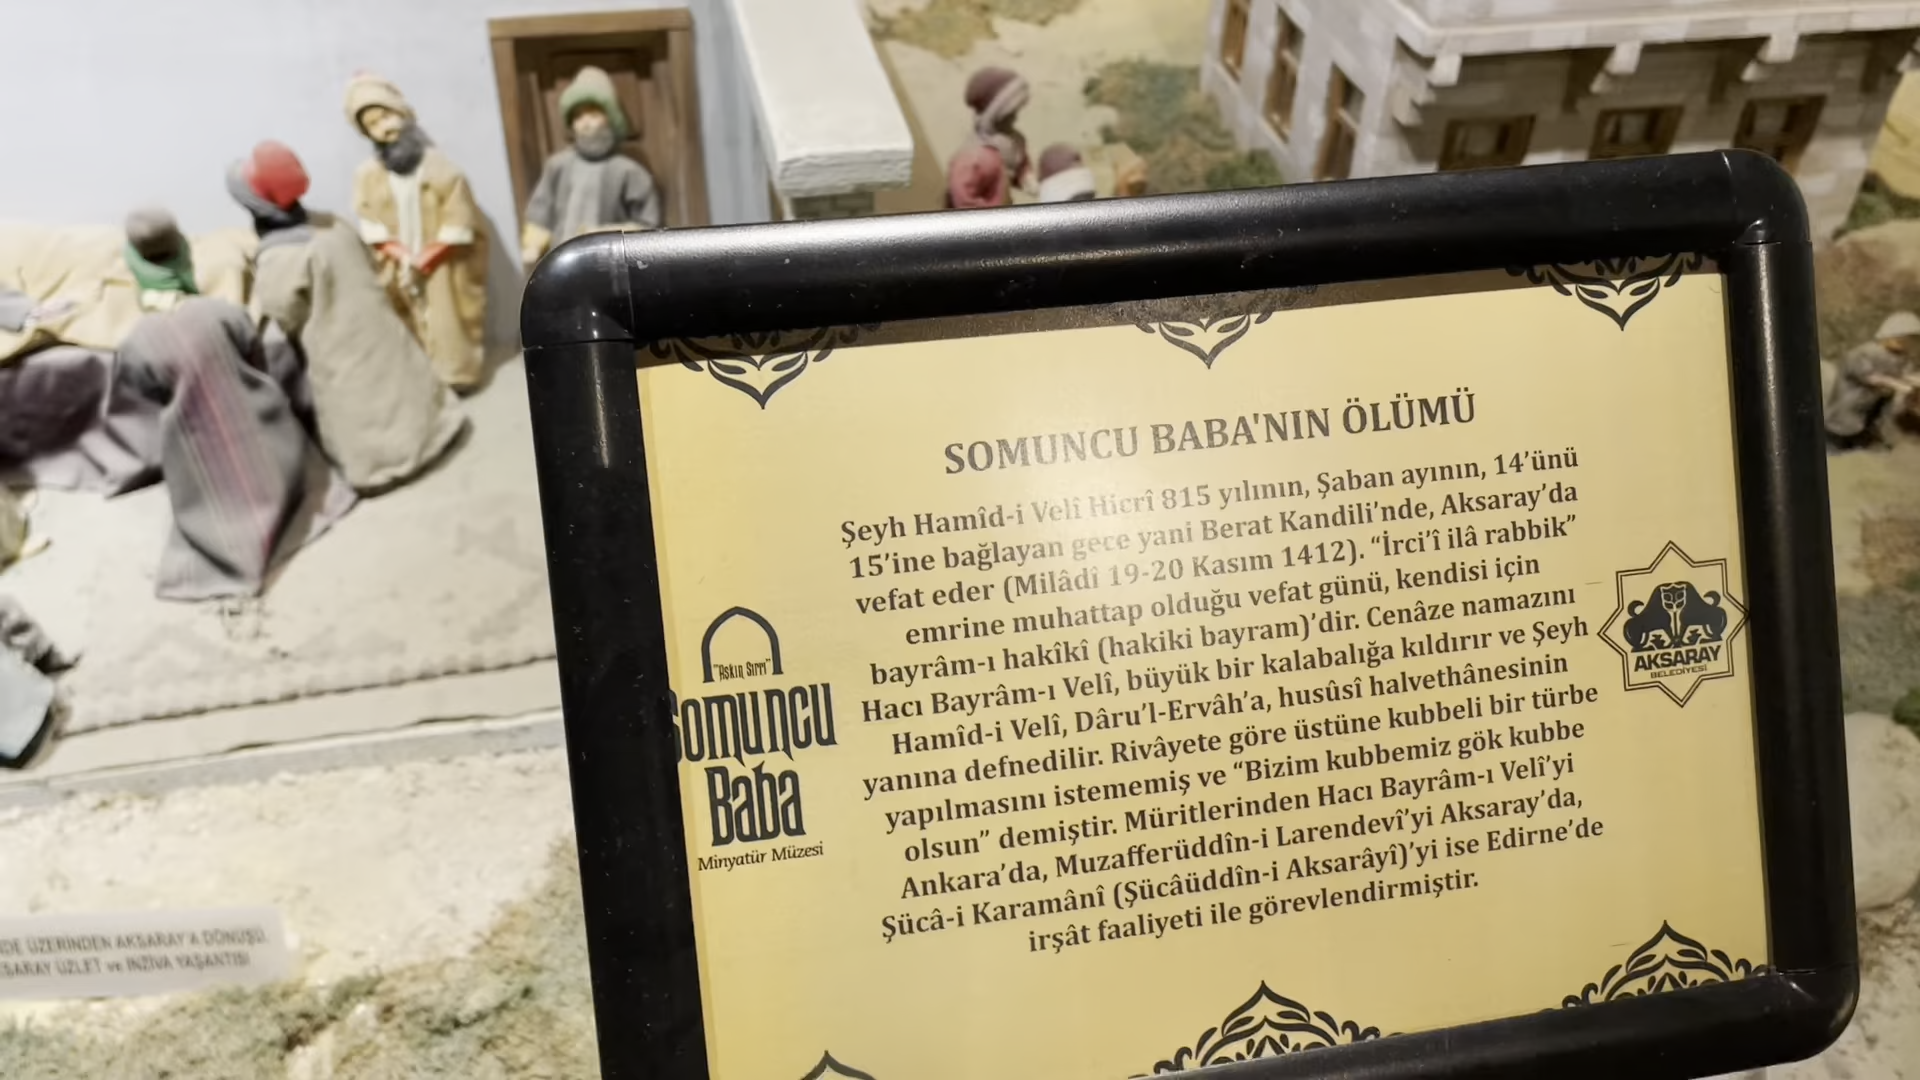 SOMUNCU BABA'NIN ÖLÜMÜ
Şeyh Hamîd-i Velî Hicrî 815 yılının, Şaban ayının, 14’ünü
15’ine bağlayan gece yani Berat Kandili’nde, Aksaray’da
vefat eder (Milâdî 19-20 Kasım 1412). “İrci’î ilâ rabbik”
emrine muhattap olduğu vefat günü, kendisi için
bayrâm-ı hakîkî (hakiki bayram)’dir. Cenâze namazını
Hacı Bayrâm-ı Velî, büyük bir kalabalığa kıldırır ve Şeyh
Hamîd-i Velî, Dâru’l-Ervâh’a, husûsî halvethânesinin
yanına defnedilir. Rivâyete göre üstüne kubbeli bir türbe
yapılmasını istememiş ve “Bizim kubbemiz gök kubbe
olsun” demiştir. Müritlerinden Hacı Bayrâm-ı Velî’yi
Ankara’da, Muzafferüddîn-i Larendevî’yi Aksaray’da,
Şücâ-i Karamânî (Şücâüddîn-i Aksarâyî)’yi ise Edirne’de
irşât faaliyeti ile görevlendirmiştir.
"Aşkın Sırrı"
Somuncu
Baba
Minyatür Müzesi
AKSARAY
BELEDİYESİ
NDE ÜZERİNDEN AKSARAY'A DÖNÜŞÜ,
SARAY UZLET ve İNZİVA YAŞANTISI